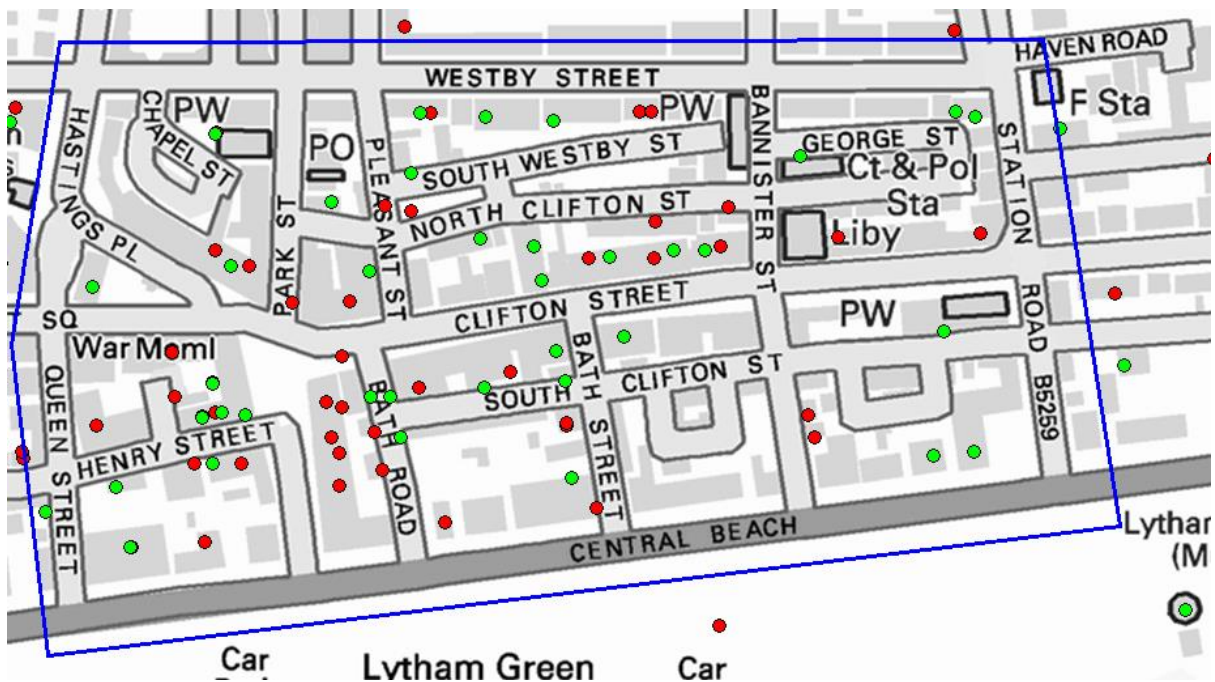 HAVEN ROAD
WESTBY STREET
F Sta
CHAPEL ST
PW
PW
HASTINGS PL
PO
PLEASANT ST
BANNISTER ST
GEORGE ST
STATION ROAD B5259
SOUTH WESTBY ST
Ct & Pol
Sta
NORTH CLIFTON ST
Liby
PARK ST
CLIFTON STREET
PW
SQ
War Meml
BATH STREET
SOUTH CLIFTON ST
QUEEN STREET
BATH ROAD
HENRY STREET
CENTRAL BEACH
Lytham
(M
Car
Lytham Green
Car